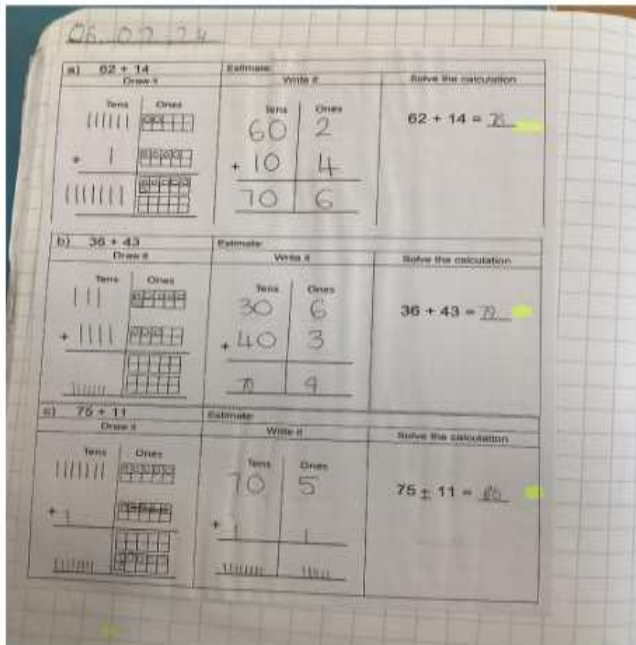 06.02.24
a) 62 + 14
Estimate:
Draw it
Write it
Solve the calculation
Tens Ones
+
Tens Ones
60 2
+ 10 4
70 6
62 + 14 =
b) 36 + 43
Estimate:
Draw it
Write it
Solve the calculation
Tens Ones
+
Tens Ones
30 6
+ 40 3
70 9
36 + 43 = 79
c) 75 + 11
Estimate:
Draw it
Write it
Solve the calculation
Tens Ones
+
Tens Ones
70 5
+ 1 1
75 + 11 =